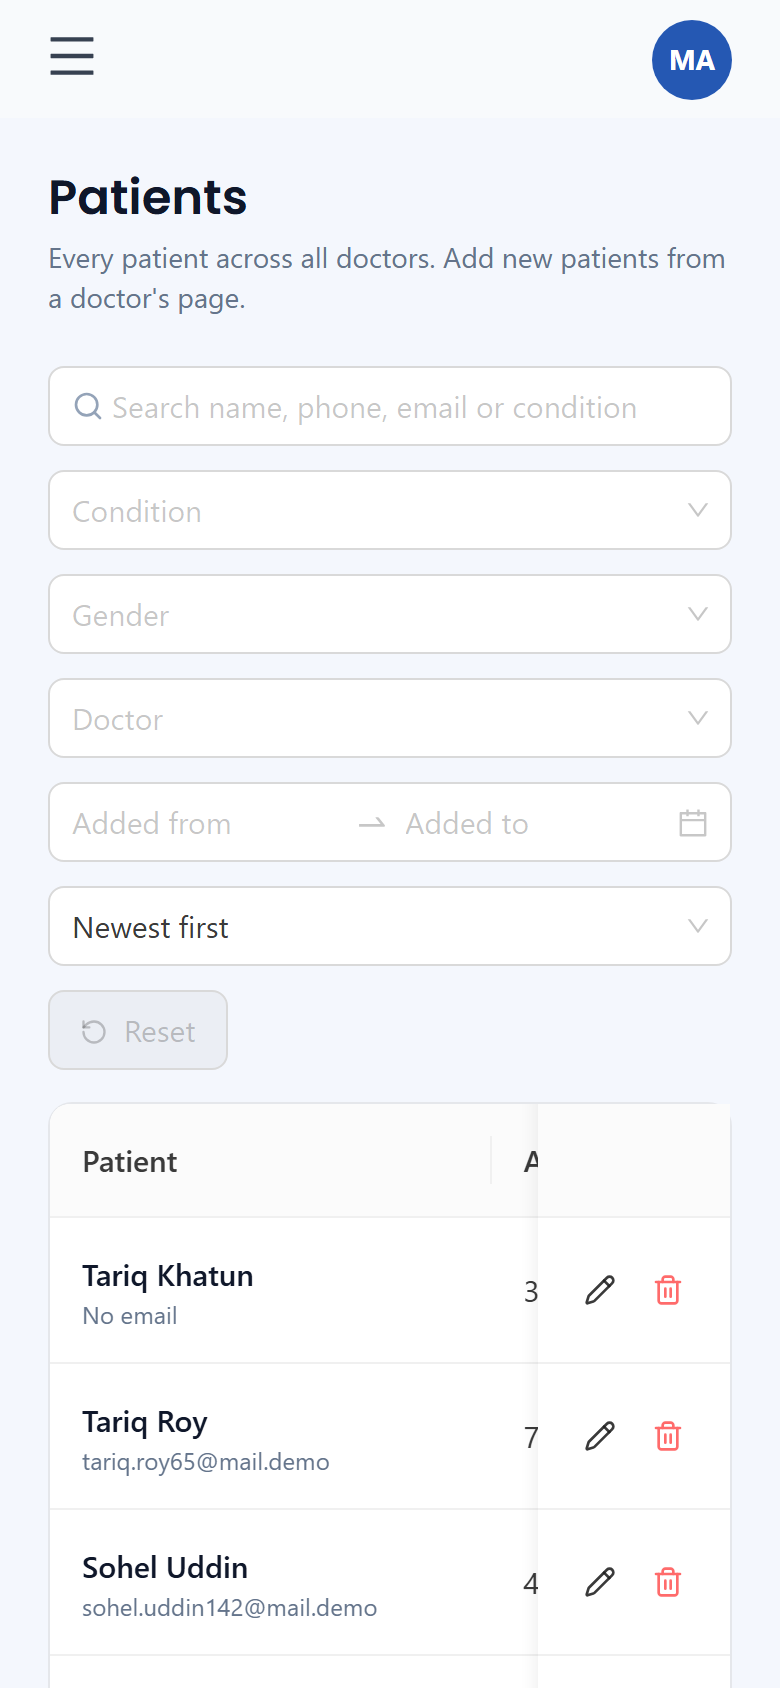 MA
Patients
Every patient across all doctors. Add new patients from
a doctor's page.
Search name, phone, email or condition
Condition
Gender
Doctor
Added from Added to
Newest first
Reset
Patient A
Tariq Khatun
No email
3
Tariq Roy
tariq.roy65@mail.demo
7
Sohel Uddin
sohel.uddin142@mail.demo
4